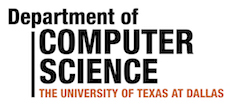 Department of
COMPUTER
SCIENCE
THE UNIVERSITY OF TEXAS AT DALLAS